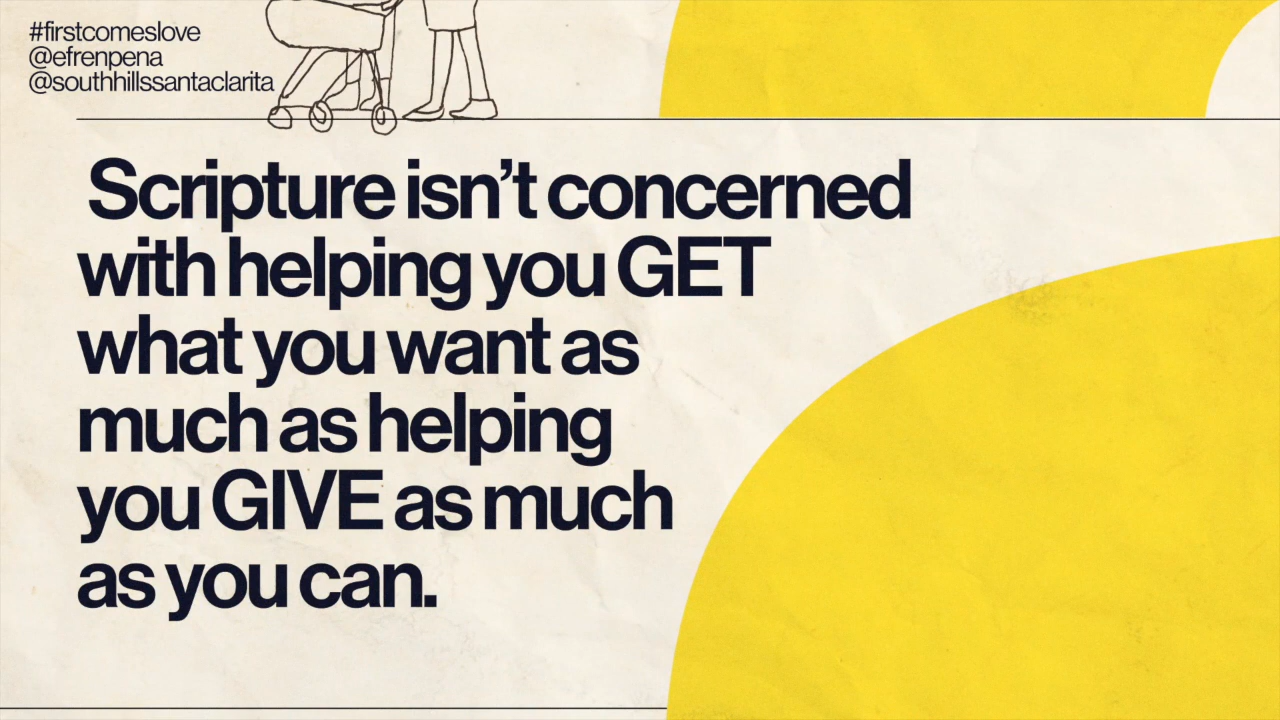 #firstcomeslove
@efrenpena
@southhillssantaclarita
Scripture isn’t concerned
with helping you GET
what you want as
much as helping
you GIVE as much
as you can.